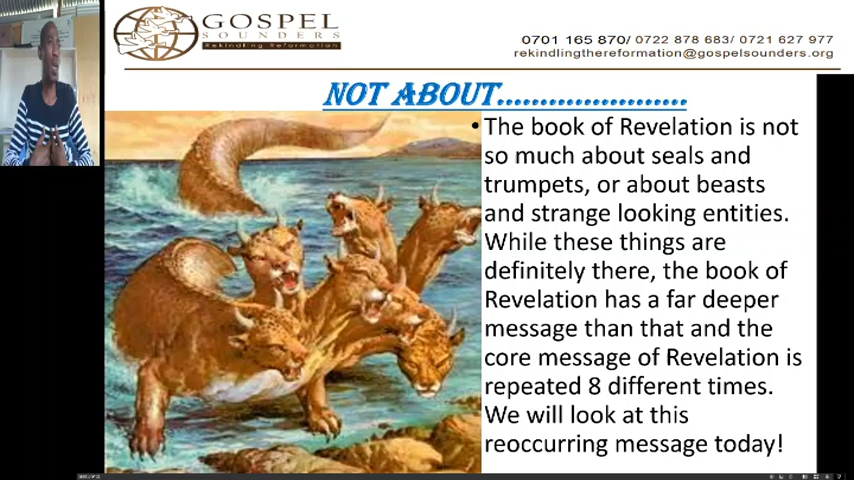 GOSPEL
SOUNDERS
Rekindling Reformation
0701 165 870/ 0722 878 683/ 0721 627 977
rekindlingthereformation@gospelsounders.org
NOT ABOUT......................
• The book of Revelation is not
so much about seals and
trumpets, or about beasts
and strange looking entities.
While these things are
definitely there, the book of
Revelation has a far deeper
message than that and the
core message of Revelation is
repeated 8 different times.
We will look at this
reoccurring message today!